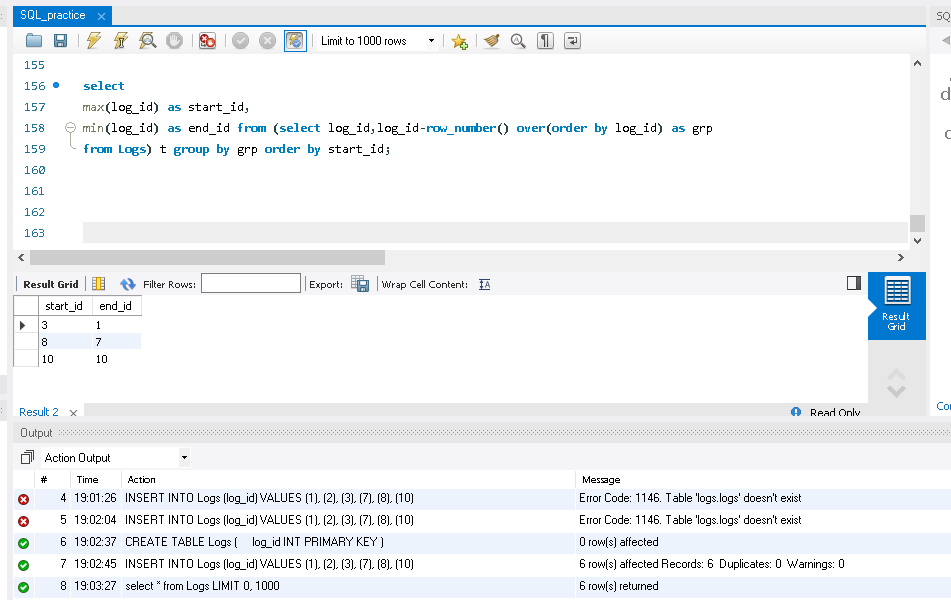 SQL_practice ×
SQ
Limit to 1000 rows
155
156 select
157 max(log_id) as start_id,
158 min(log_id) as end_id from (select log_id,log_id-row_number() over(order by log_id) as grp
159 from Logs) t group by grp order by start_id;
160
161
162
163
Result Grid Filter Rows: Export: Wrap Cell Content:
start_id end_id
3 1
8 7
10 10
Result
Grid
Result 2 ×
Read Only
Output
Action Output
# Time Action Message
4 19:01:26 INSERT INTO Logs (log_id) VALUES (1), (2), (3), (7), (8), (10) Error Code: 1146. Table 'logs.logs' doesn't exist
5 19:02:04 INSERT INTO Logs (log_id) VALUES (1), (2), (3), (7), (8), (10) Error Code: 1146. Table 'logs.logs' doesn't exist
6 19:02:37 CREATE TABLE Logs ( log_id INT PRIMARY KEY ) 0 row(s) affected
7 19:02:45 INSERT INTO Logs (log_id) VALUES (1), (2), (3), (7), (8), (10) 6 row(s) affected Records: 6 Duplicates: 0 Warnings: 0
8 19:03:27 select * from Logs LIMIT 0, 1000 6 row(s) returned